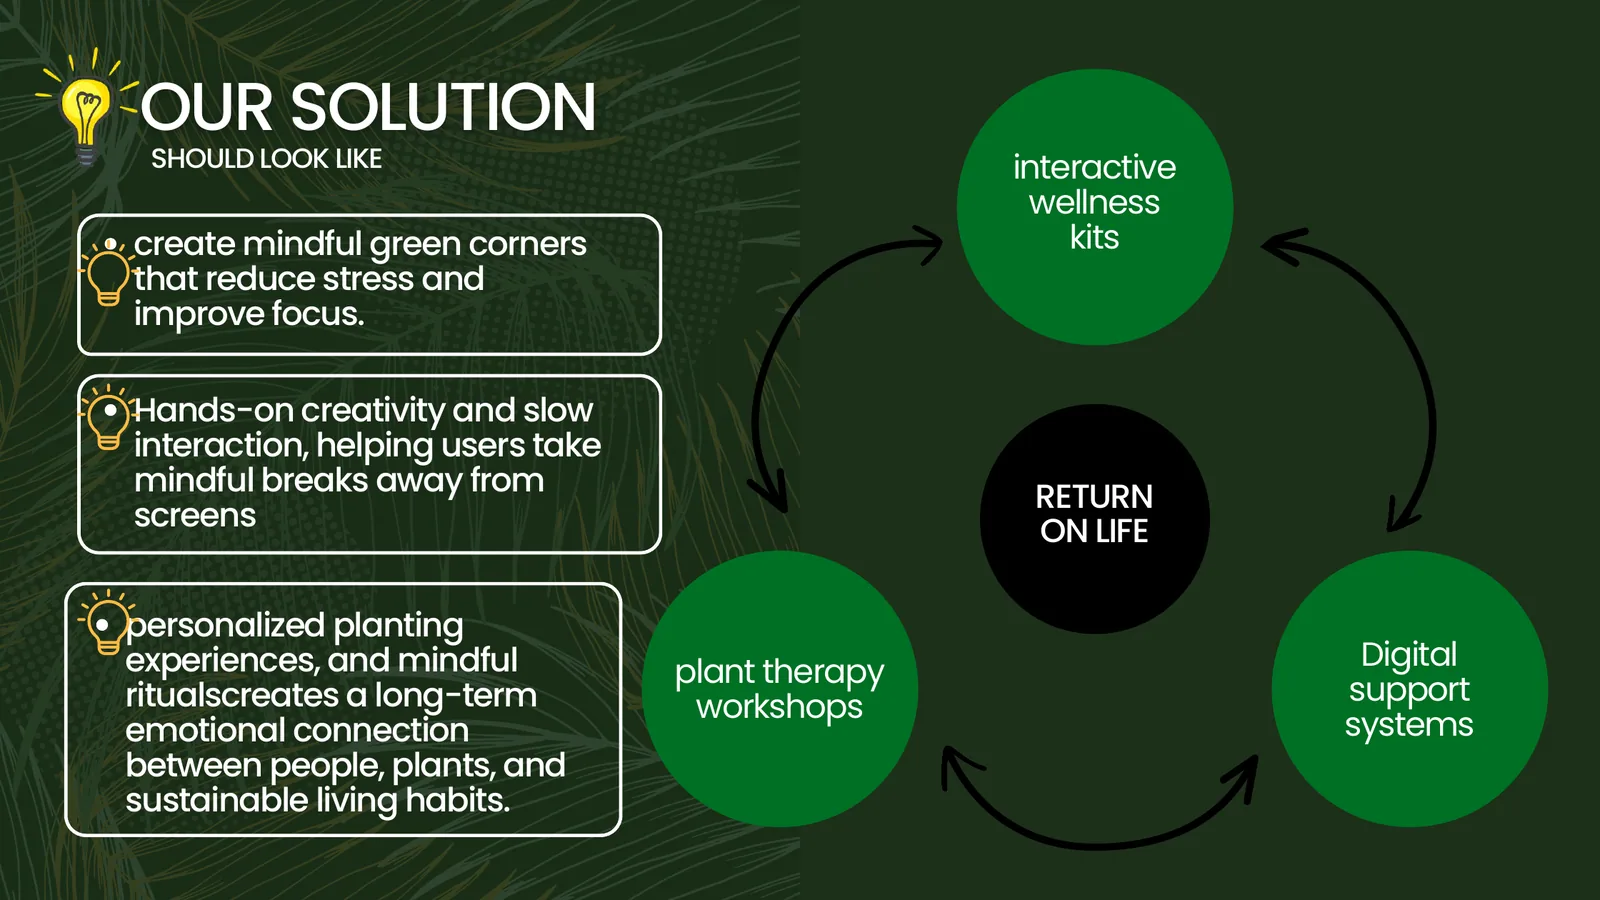 OUR SOLUTION
SHOULD LOOK LIKE
create mindful green corners
that reduce stress and
improve focus.
Hands-on creativity and slow
interaction, helping users take
mindful breaks away from
screens
personalized planting
experiences, and mindful
ritualscreates a long-term
emotional connection
between people, plants, and
sustainable living habits.
interactive
wellness
kits
RETURN
ON LIFE
plant therapy
workshops
Digital
support
systems